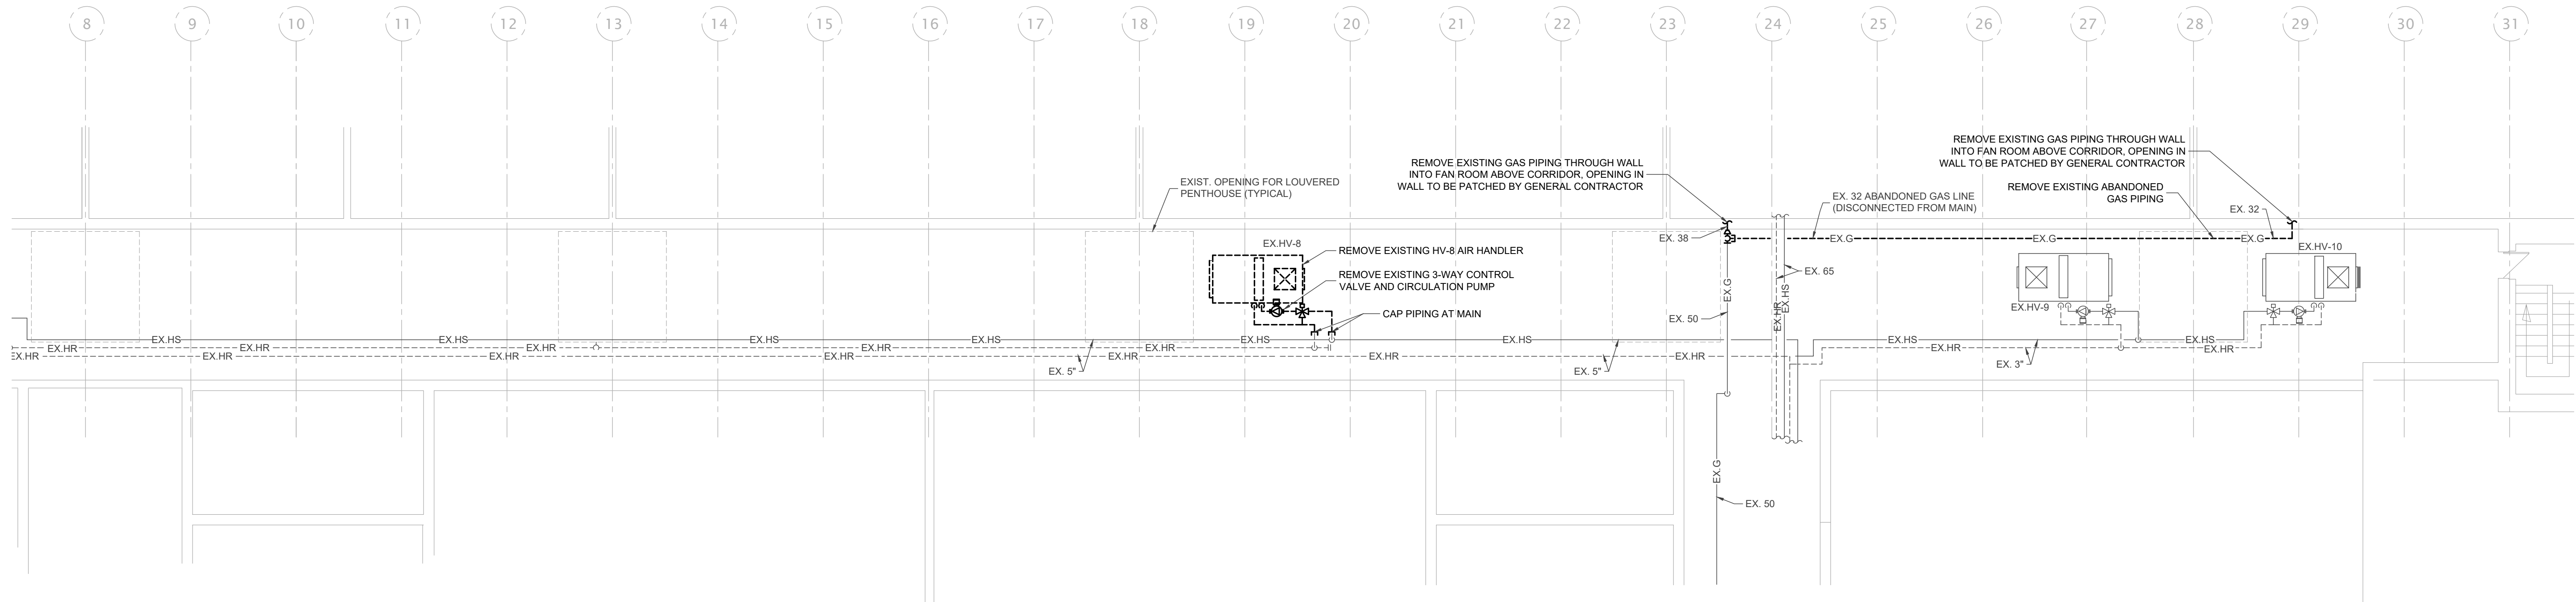 8 9 10 11 12 13 14 15 16 17 18 19 20 21 22 23 24 25 26 27 28 29 30 31
REMOVE EXISTING GAS PIPING THROUGH WALL
INTO FAN ROOM ABOVE CORRIDOR, OPENING IN
WALL TO BE PATCHED BY GENERAL CONTRACTOR
REMOVE EXISTING GAS PIPING THROUGH WALL
INTO FAN ROOM ABOVE CORRIDOR, OPENING IN
WALL TO BE PATCHED BY GENERAL CONTRACTOR
EXIST. OPENING FOR LOUVERED
PENTHOUSE (TYPICAL)
EX. 32 ABANDONED GAS LINE
(DISCONNECTED FROM MAIN)
REMOVE EXISTING ABANDONED
GAS PIPING
EX. 32
EX. 38
EX.G EX.G EX.G
EX.HV-8
REMOVE EXISTING HV-8 AIR HANDLER
REMOVE EXISTING 3-WAY CONTROL
VALVE AND CIRCULATION PUMP
CAP PIPING AT MAIN
EX.HV-10
EX. 65
EX.G
EX.HR
EX.HS
EX.HV-9
EX. 50
EX.HS EX.HS EX.HS EX.HS EX.HS EX.HS EX.HS EX.HS EX.HS
EX.HR EX.HR EX.HR EX.HR EX.HR EX.HR EX.HR
EX.HR EX.HR EX.HR EX.HR EX.HR EX.HR EX.HR
EX. 5" EX. 5" EX. 3"
EX.G
EX. 50